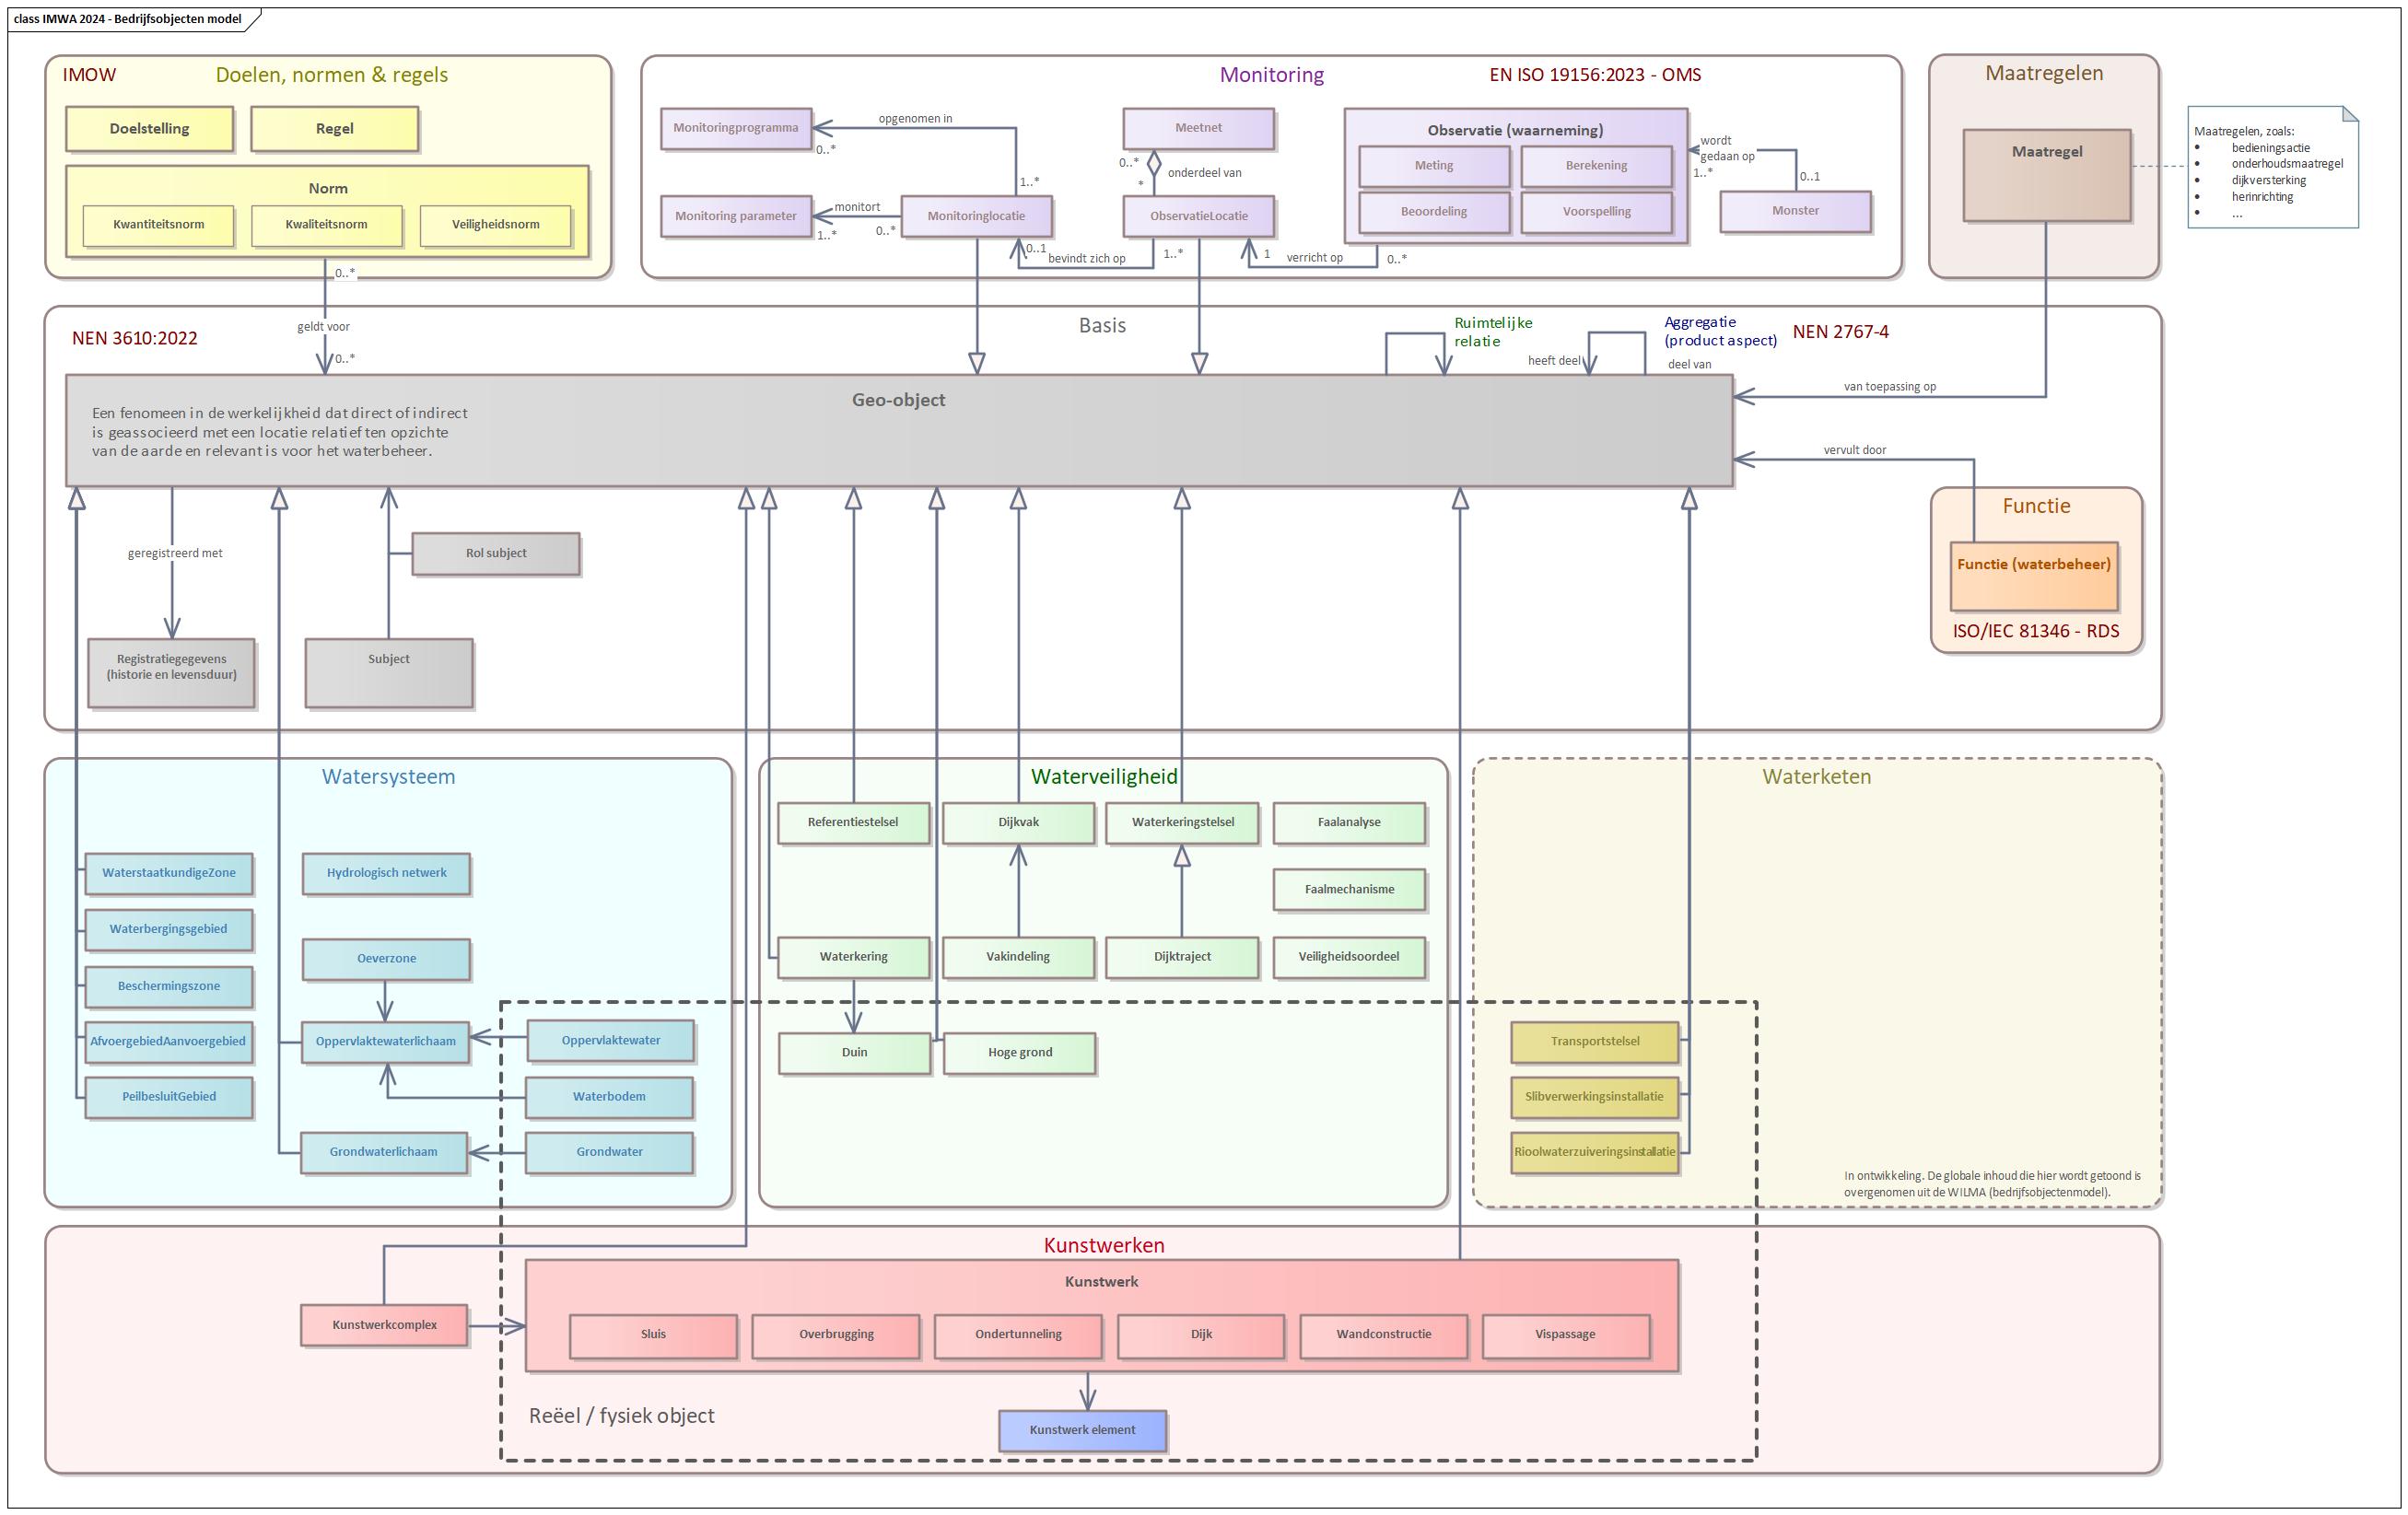 class IMWA 2024 - Bedrijfsobjecten model
IMOW
Doelen, normen & regels
Doelstelling
Regel
Norm
Kwantiteitsnorm
Kwaliteitsnorm
Veiligheidsnorm
0..*
geldt voor
0..*
Monitoring
EN ISO 19156:2023 - OMS
Monitoringprogramma
opgenomen in
0..*
1..*
Monitoring parameter
monitort
1..*
0..*
Monitoringlocatie
Meetnet
0..*
onderdeel van
*
ObservatieLocatie
0..1
bevindt zich op
1..*
1
verricht op
0..*
Observatie (waarneming)
Meting
Berekening
Beoordeling
Voorspelling
wordt
gedaan op
1..*
0..1
Monster
Maatregelen
Maatregel
Maatregelen, zoals:
• bedieningsactie
• onderhoudsmaatregel
• dijkversterking
• herinrichting
• ...
NEN 3610:2022
Basis
Ruimtelijke
relatie
Aggregatie
(product aspect)
NEN 2767-4
heeft deel
deel van
van toepassing op
Geo-object
Een fenomeen in de werkelijkheid dat direct of indirect
is geassocieerd met een locatie relatief ten opzichte
van de aarde en relevant is voor het waterbeheer.
vervult door
Functie
Functie (waterbeheer)
ISO/IEC 81346 - RDS
geregistreerd met
Rol subject
Registratiegegevens
(historie en levensduur)
Subject
Watersysteem
WaterstaatkundigeZone
Hydrologisch netwerk
Waterbergingsgebied
Oeverzone
Beschermingszone
AfvoergebiedAanvoergebied
Oppervlaktewaterlichaam
Oppervlaktewater
PeilbesluitGebied
Waterbodem
Grondwaterlichaam
Grondwater
Waterveiligheid
Referentiestelsel
Dijkvak
Waterkeringstelsel
Faalanalyse
Faalmechanisme
Waterkering
Vakindeling
Dijktraject
Veiligheidsoordeel
Duin
Hoge grond
Waterketen
Transportstelsel
Slibverwerkingsinstallatie
Rioolwaterzuiveringsinstallatie
In ontwikkeling. De globale inhoud die hier wordt getoond is
overgenomen uit de WILMA (bedrijfsobjectenmodel).
Kunstwerken
Kunstwerk
Kunstwerkcomplex
Sluis
Overbrugging
Ondertunneling
Dijk
Wandconstructie
Vispassage
Reëel / fysiek object
Kunstwerk element